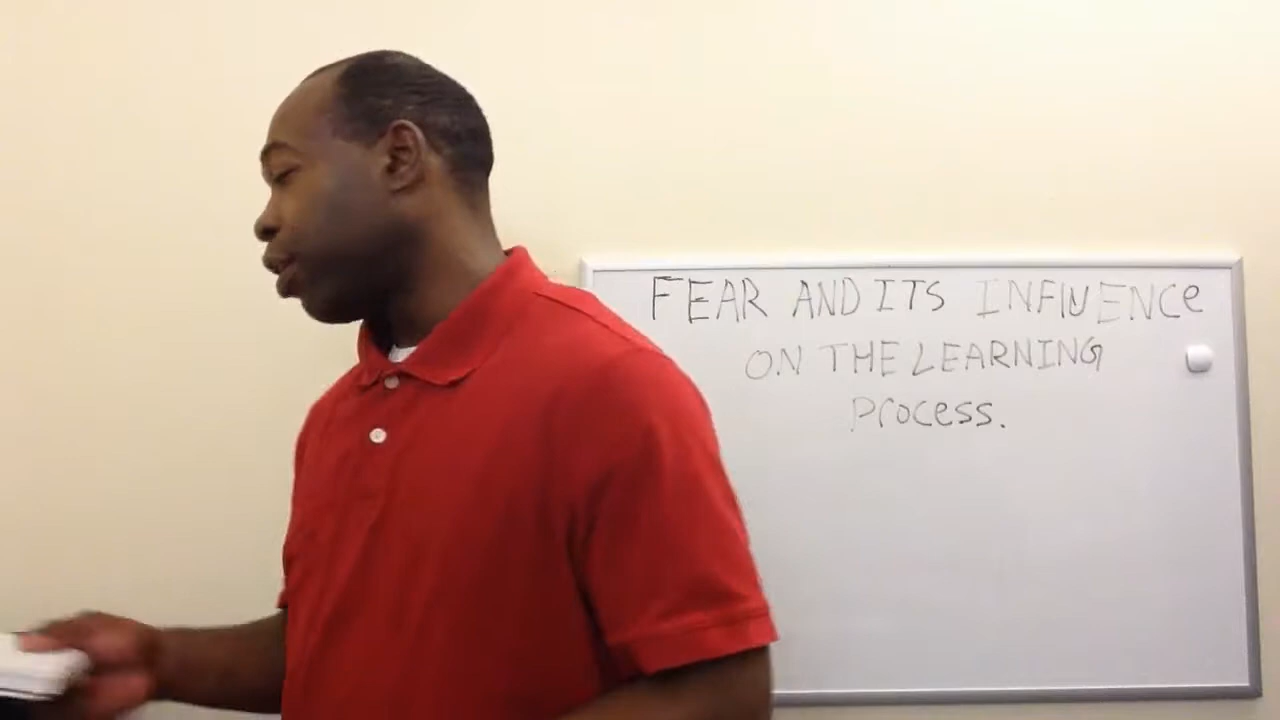 FEAR AND ITS INFLUENCe
ON THE LEARNING
Process.